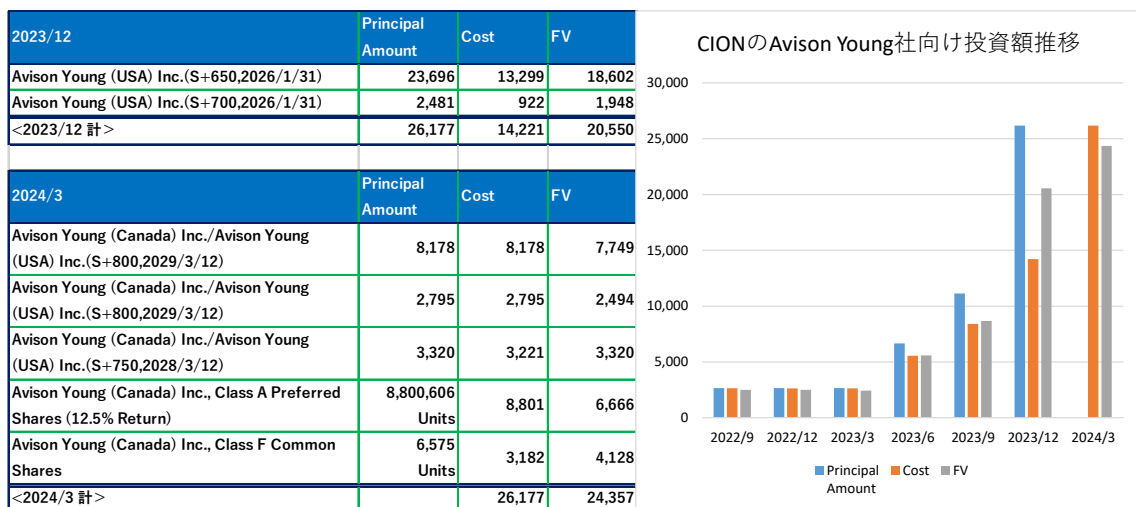 2023/12 Principal Amount Cost FV
Avison Young (USA) Inc.(S+650,2026/1/31) 23,696 13,299 18,602
Avison Young (USA) Inc.(S+700,2026/1/31) 2,481 922 1,948
<2023/12 計> 26,177 14,221 20,550
2024/3 Principal Amount Cost FV
Avison Young (Canada) Inc./Avison Young
(USA) Inc.(S+800,2029/3/12) 8,178 8,178 7,749
Avison Young (Canada) Inc./Avison Young
(USA) Inc.(S+800,2029/3/12) 2,795 2,795 2,494
Avison Young (Canada) Inc./Avison Young
(USA) Inc.(S+750,2028/3/12) 3,320 3,221 3,320
Avison Young (Canada) Inc., Class A Preferred
Shares (12.5% Return) 8,800,606 Units 8,801 6,666
Avison Young (Canada) Inc., Class F Common
Shares 6,575 Units 3,182 4,128
<2024/3 計> 26,177 24,357
CIONのAvison Young社向け投資額推移
30,000
25,000
20,000
15,000
10,000
5,000
0
2022/9 2022/12 2023/3 2023/6 2023/9 2023/12 2024/3
Principal Amount Cost FV